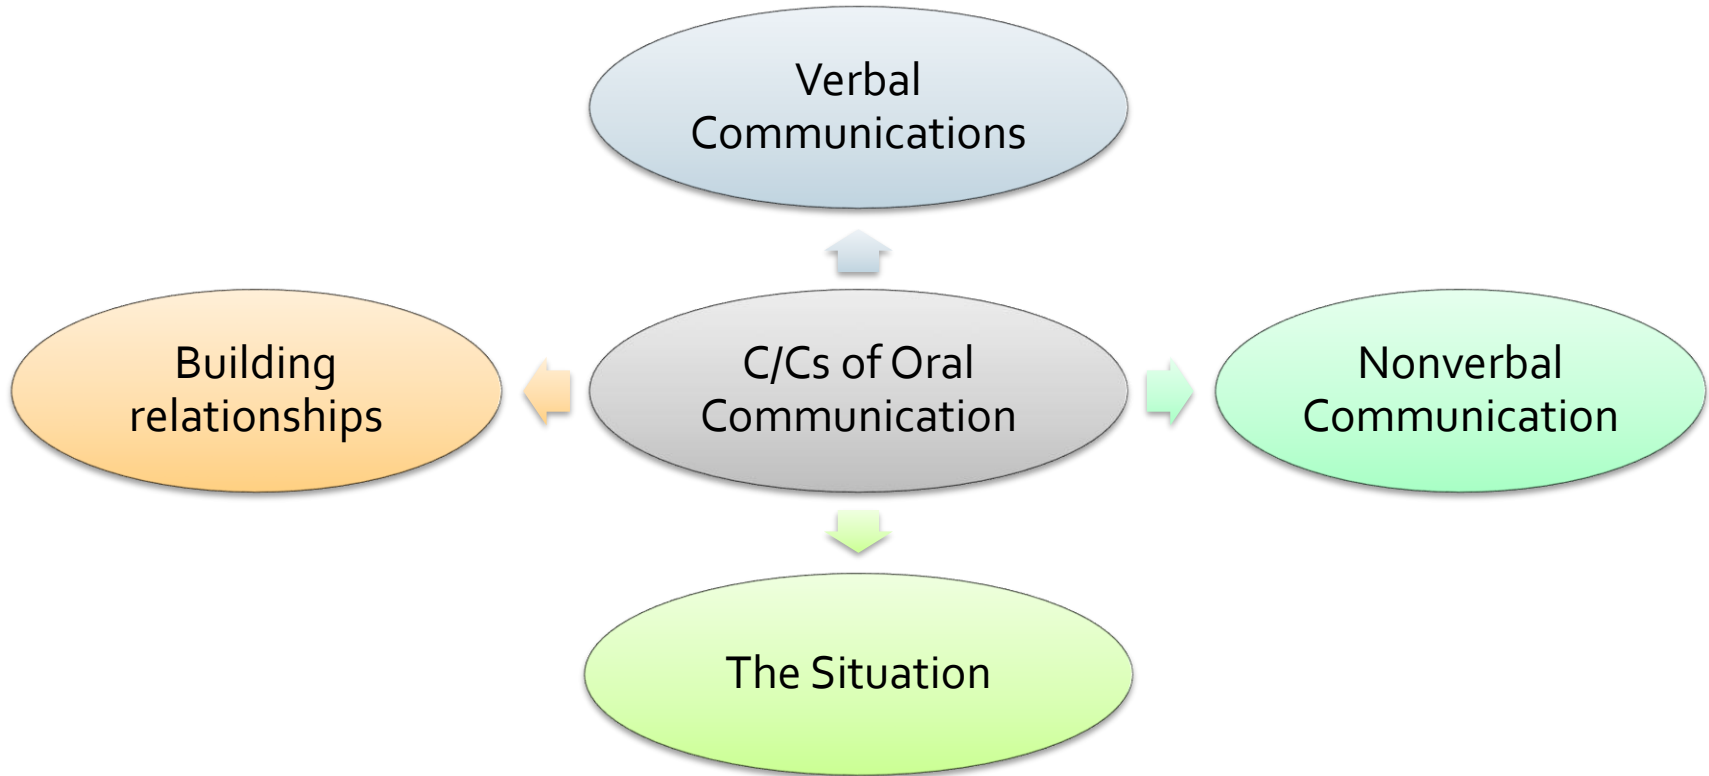 Verbal
Communications
Building
relationships
C/Cs of Oral
Communication
Nonverbal
Communication
The Situation